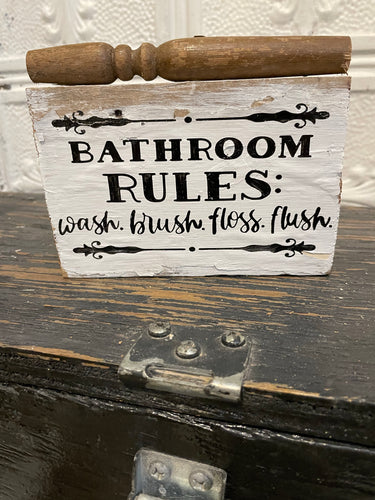 BATHROOM
RULES:
wash. brush. floss. flush.